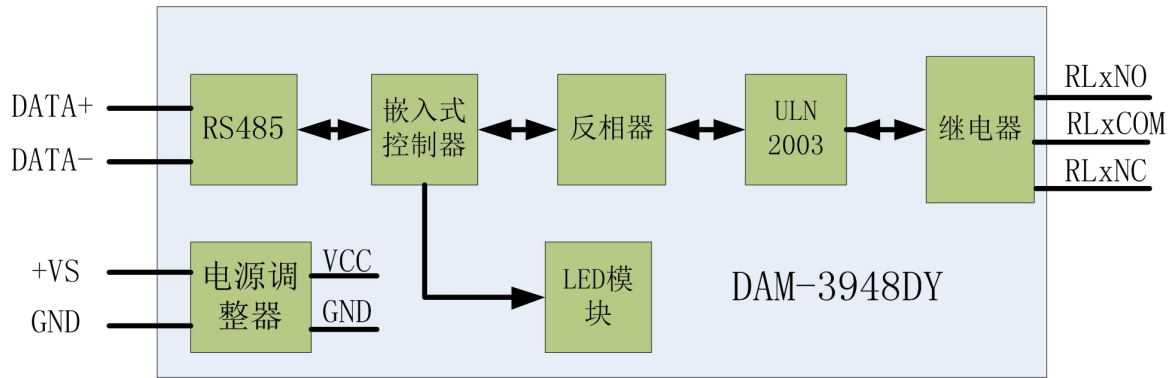 DATA+
DATA-
RS485
嵌入式
控制器
反相器
ULN
2003
继电器
RLxNO
RLxCOM
RLxNC
+VS
GND
电源调
整器
VCC
GND
LED模
块
DAM-3948DY